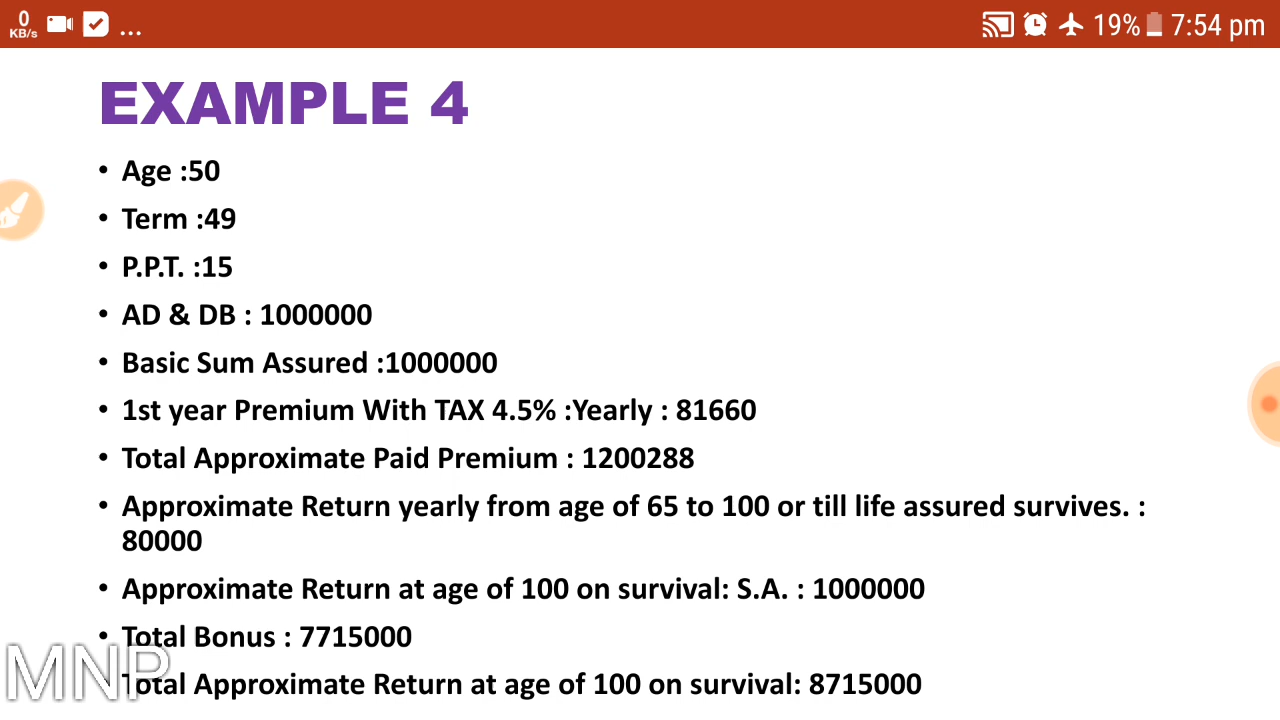 0
KB/s
...
19%
7:54 pm
EXAMPLE 4
• Age :50
• Term :49
• P.P.T. :15
• AD & DB : 1000000
• Basic Sum Assured :1000000
• 1st year Premium With TAX 4.5% :Yearly : 81660
• Total Approximate Paid Premium : 1200288
• Approximate Return yearly from age of 65 to 100 or till life assured survives. :
80000
• Approximate Return at age of 100 on survival: S.A. : 1000000
• Total Bonus : 7715000
• Total Approximate Return at age of 100 on survival: 8715000
MNP